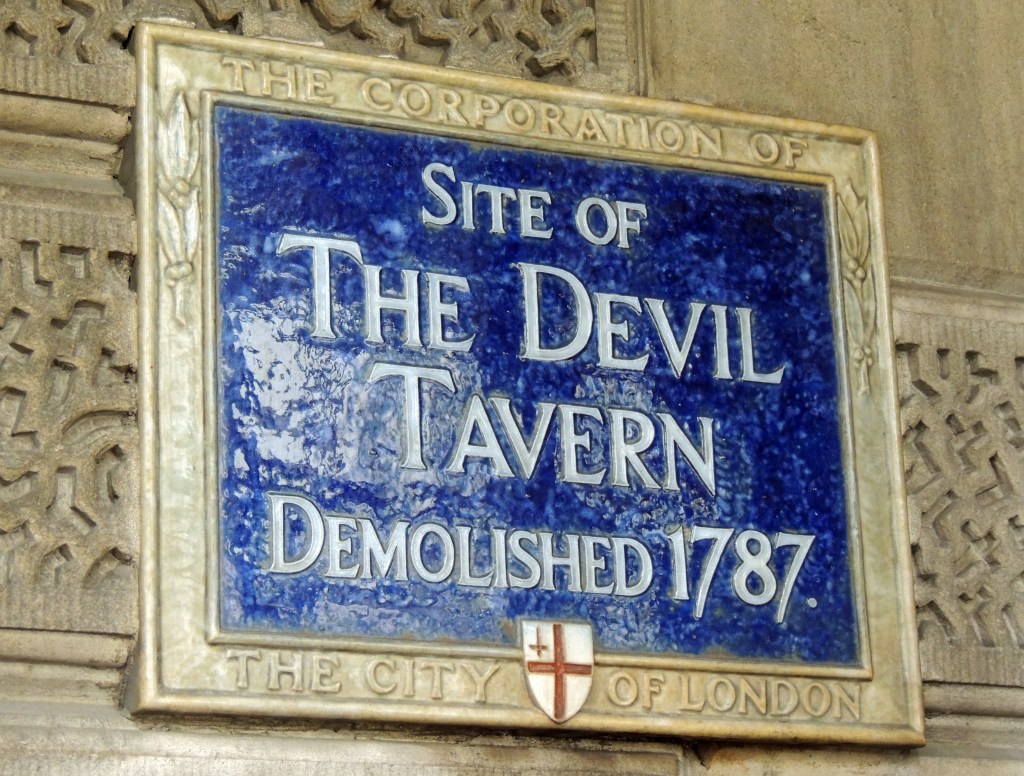 THE CORPORATION OF
SITE OF
THE DEVIL
TAVERN
DEMOLISHED 1787.
THE CITY OF LONDON